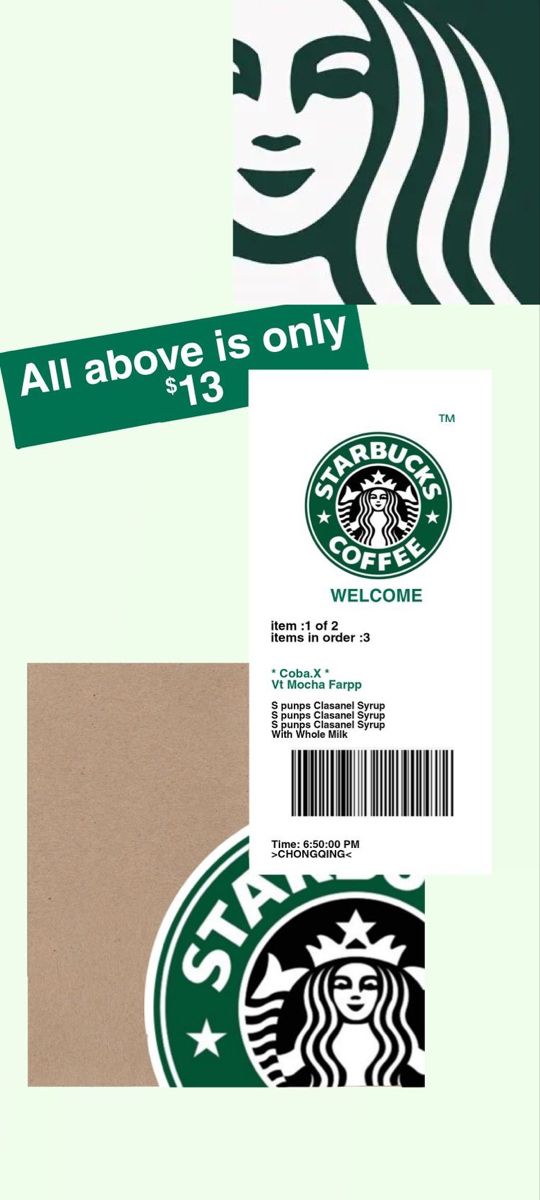 All above is only
$13
TM
STARBUCKS
COFFEE
WELCOME
item :1 of 2
items in order :3
* Coba.X *
Vt Mocha Farpp
S punps Clasanel Syrup
S punps Clasanel Syrup
S punps Clasanel Syrup
With Whole Milk
Time: 6:50:00 PM
>CHONGQING<
STARBU